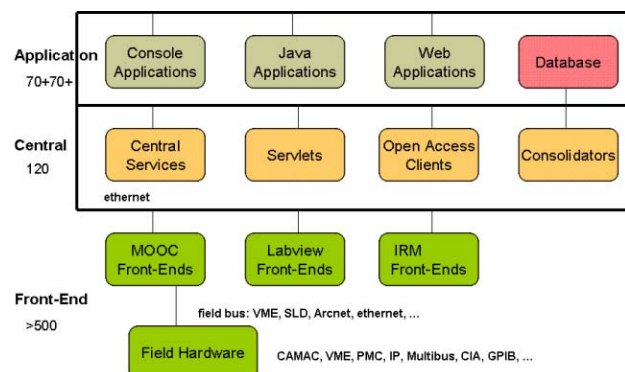 Application
70+70+
Console
Applications
Java
Applications
Web
Applications
Database
Central
120
Central
Services
Servlets
Open Access
Clients
Consolidators
ethernet
MOOC
Front-Ends
Labview
Front-Ends
IRM
Front-Ends
Front-End
>500
field bus: VME, SLD, Arcnet, ethernet, ...
Field Hardware
CAMAC, VME, PMC, IP, Multibus, CIA, GPIB, ...